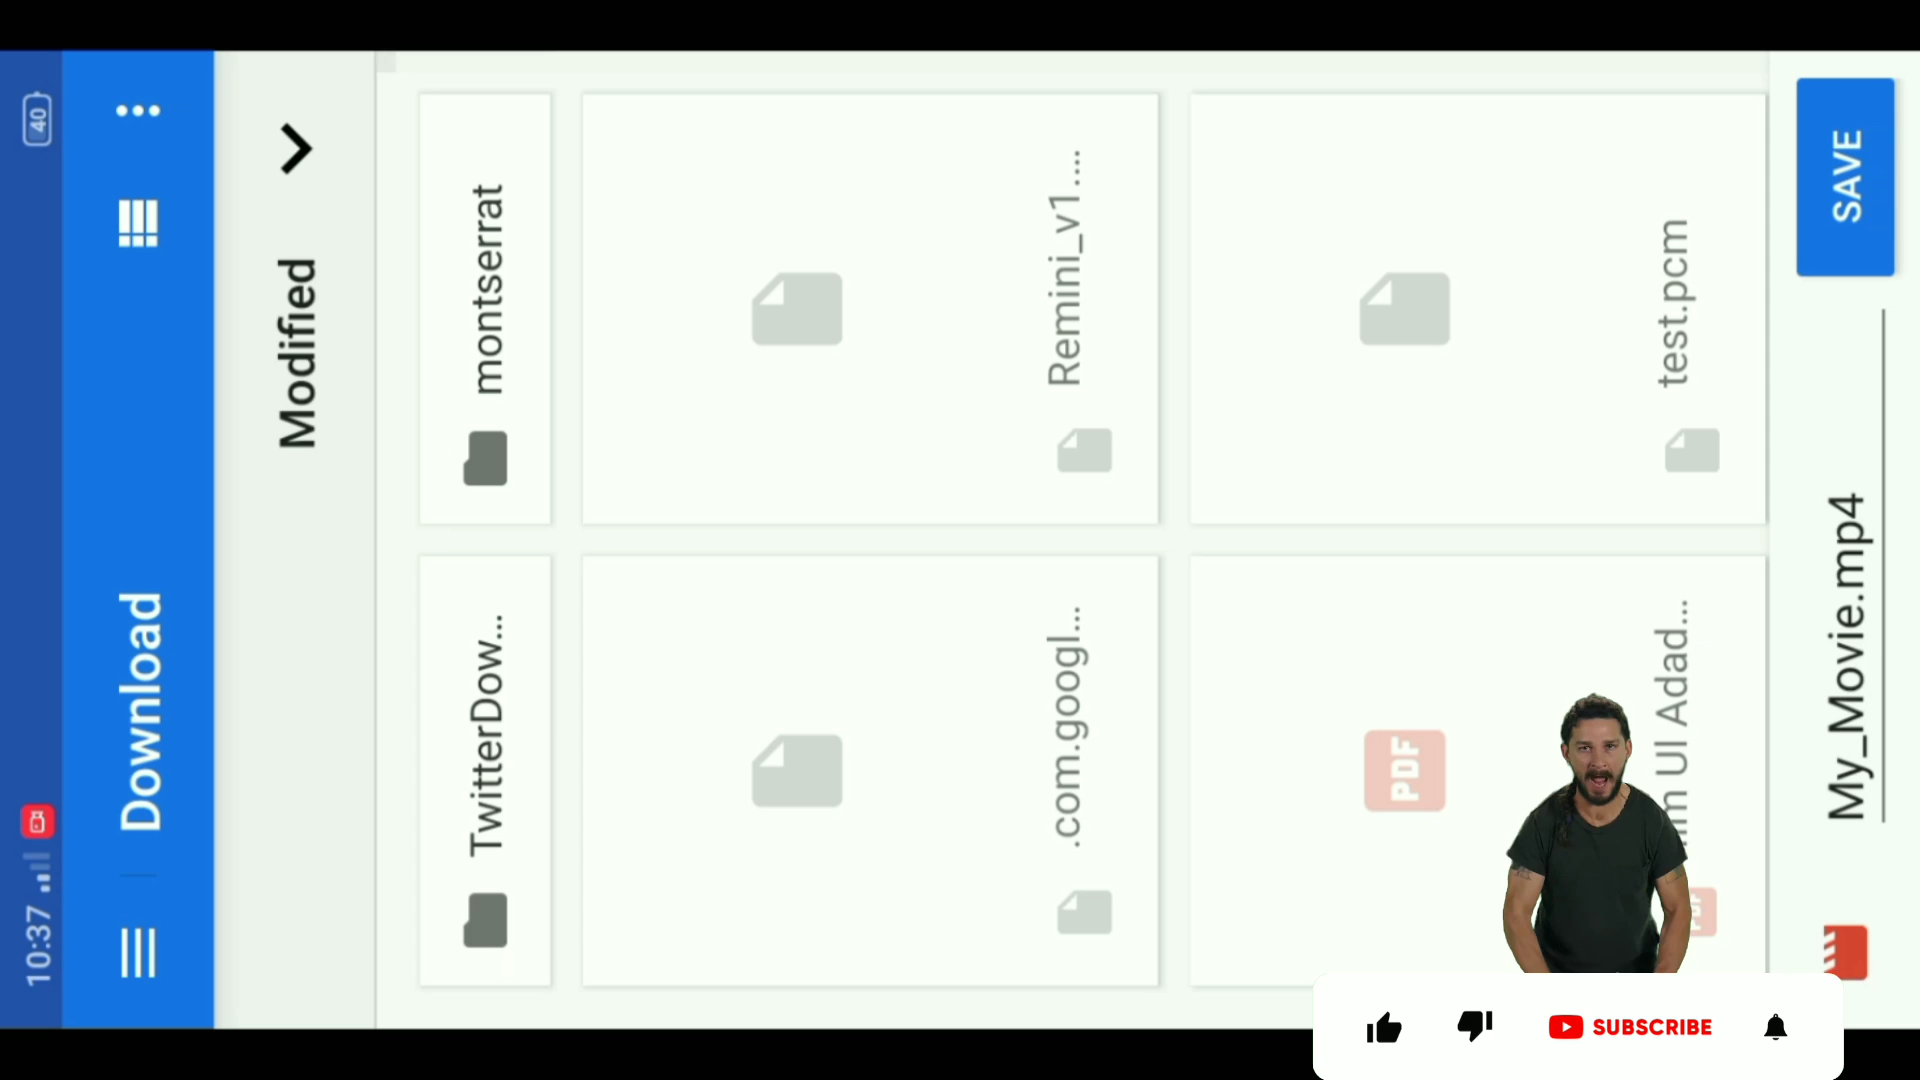 10:37
40
Download
Modified
TwitterDow...
montserrat
.com.googl...
Remini_v1....
PDF
UI Adad...
test.pcm
My_Movie.mp4
SAVE
SUBSCRIBE